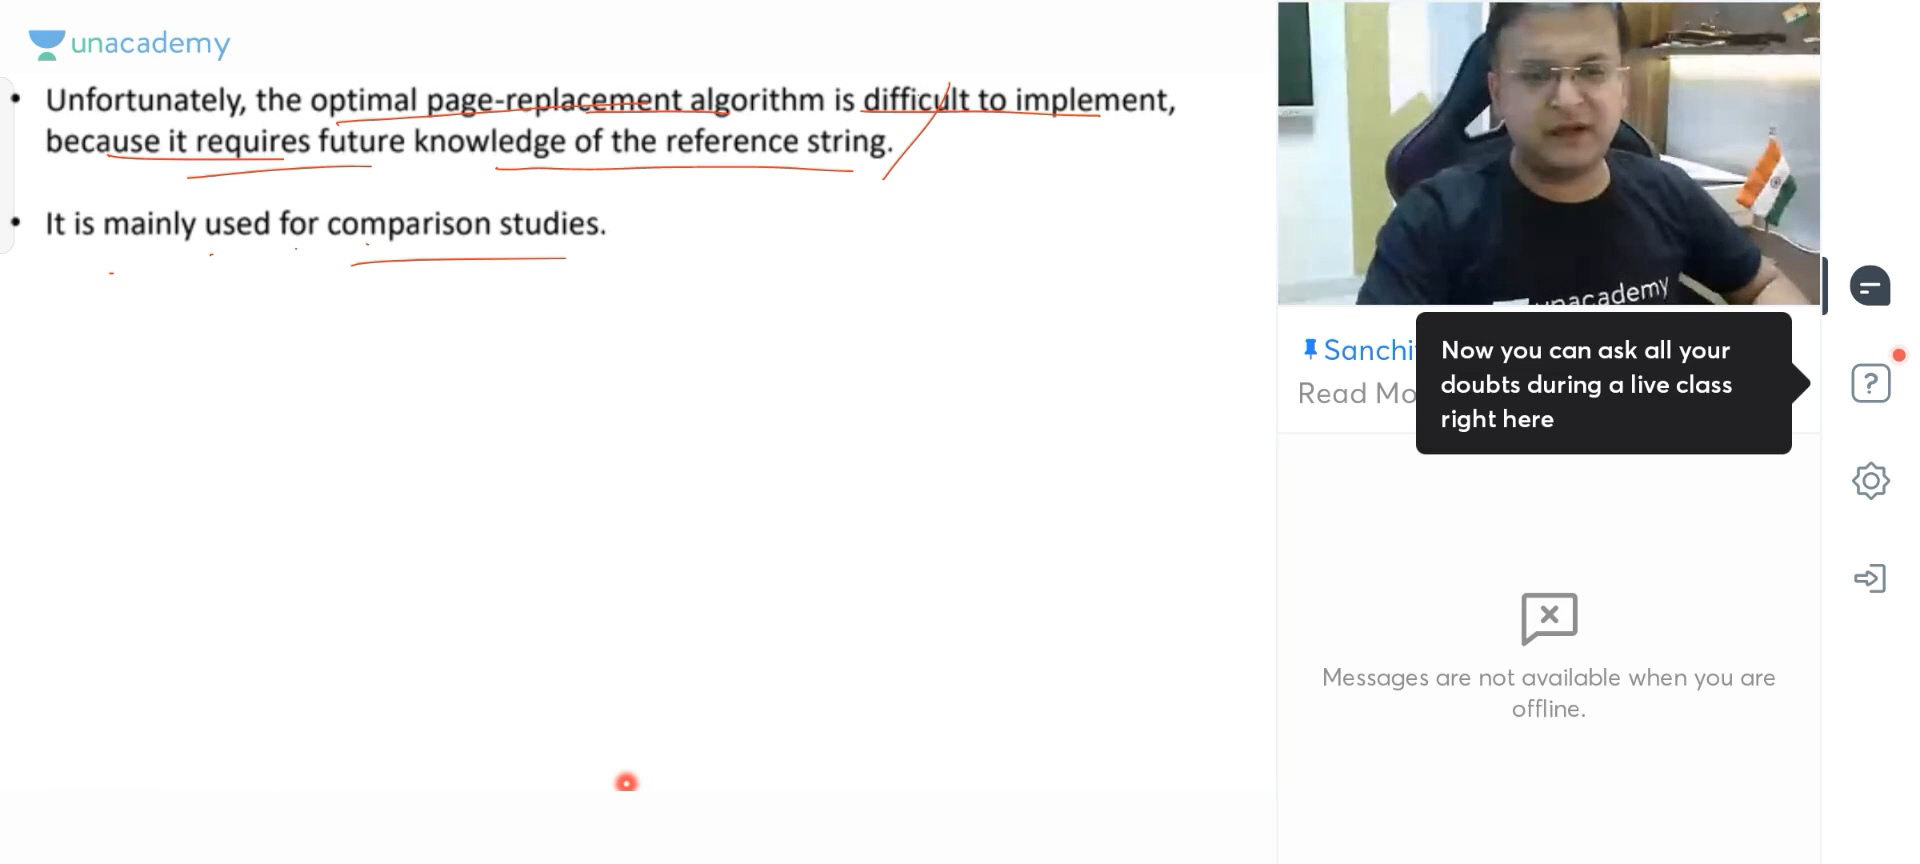 unacademy
• Unfortunately, the optimal page-replacement algorithm is difficult to implement,
because it requires future knowledge of the reference string.
• It is mainly used for comparison studies.
unacademy
Sanchi
Read Mo
Now you can ask all your
doubts during a live class
right here
?
Messages are not available when you are
offline.